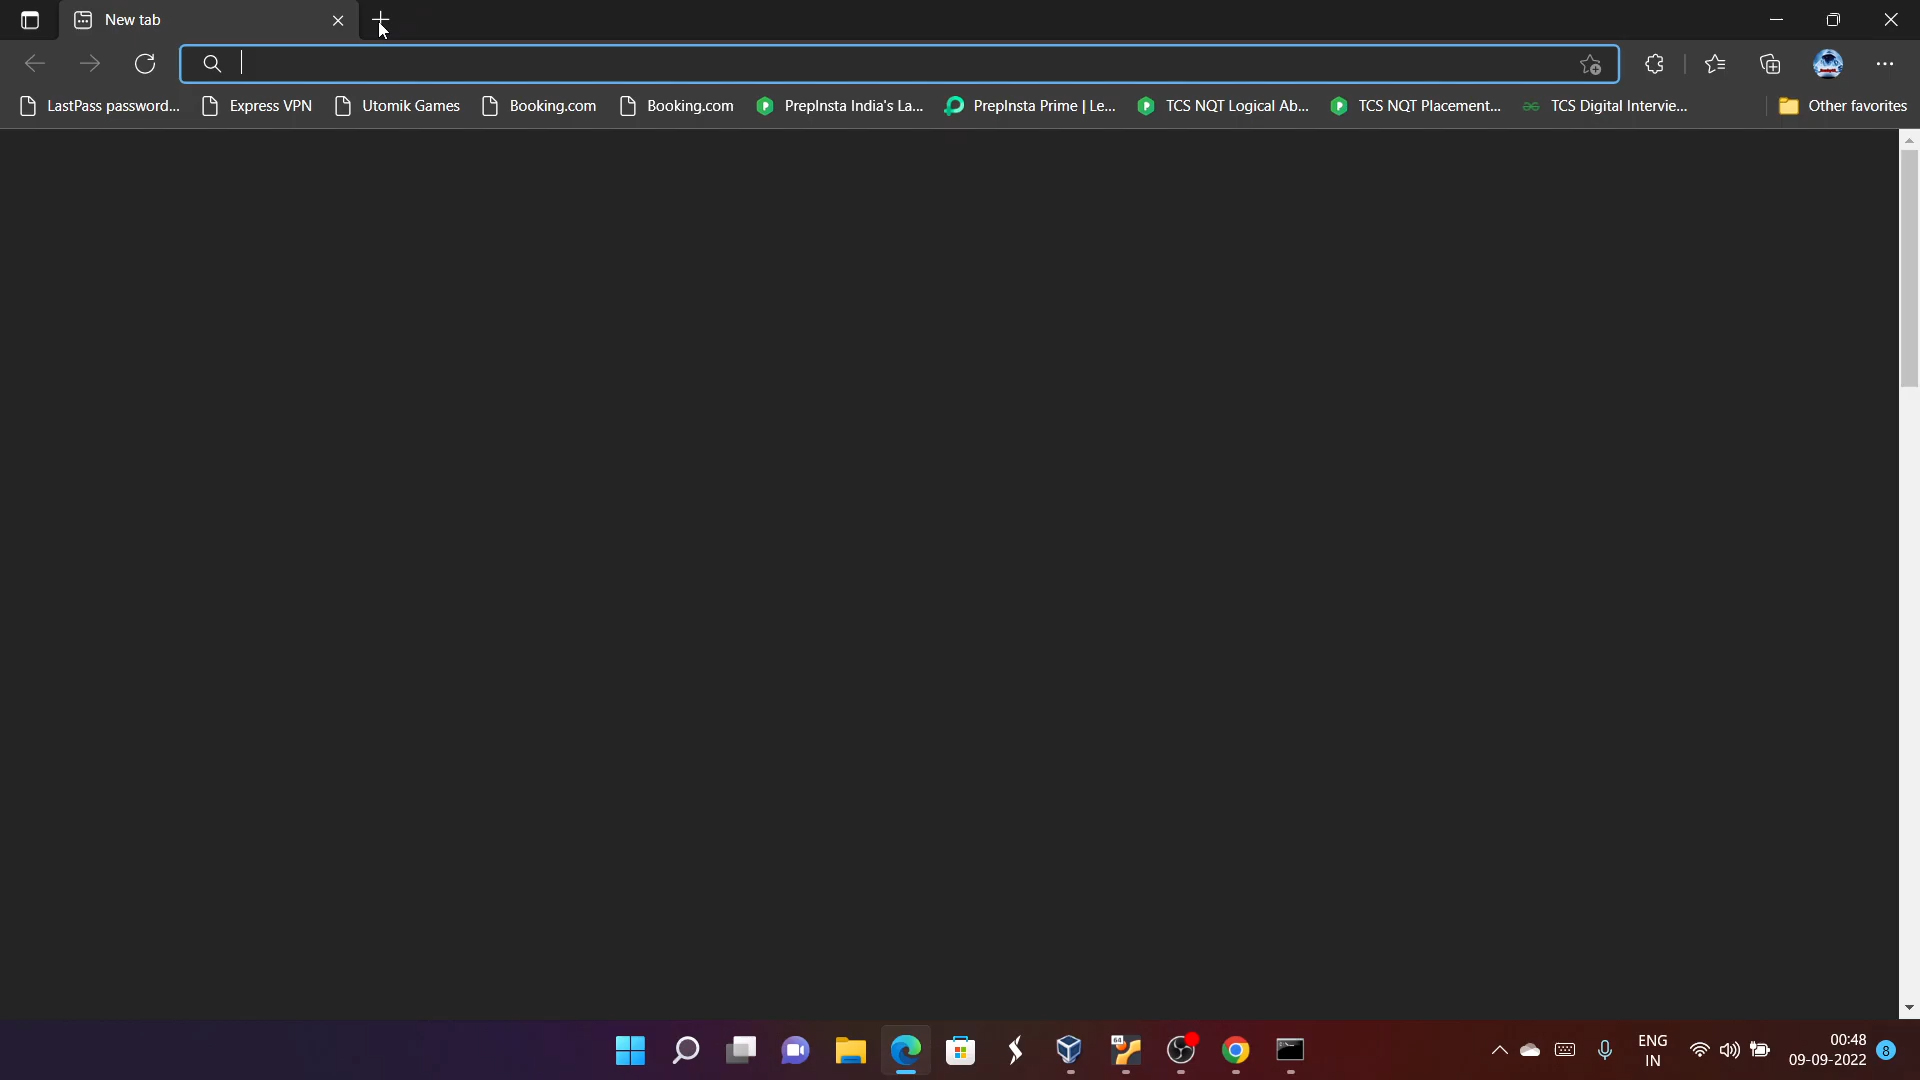 New tab
LastPass password...
Express VPN
Utomik Games
Booking.com
Booking.com
PrepInsta India's La...
PrepInsta Prime | Le...
TCS NQT Logical Ab...
TCS NQT Placement...
TCS Digital Intervie...
Other favorites
64
ENG
IN
00:48
09-09-2022
8